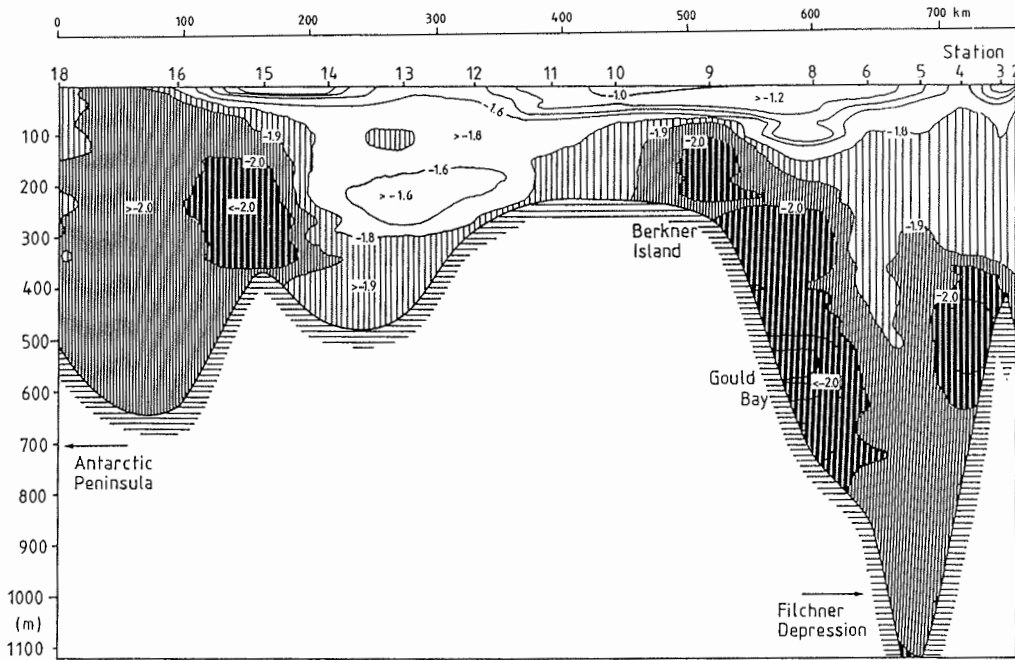 0 100 200 300 400 500 600 700 km
Station
18 16 15 14 13 12 11 10 9 8 6 5 4 3 2
-1.0
>-1.2
-1.6
100
-1.9
>-1.8
-1.9
-1.8
-2.0
-2.0
-1.6
200
>-2.0
<-2.0
>-1.6
-2.0
-1.9
300
-1.8
Berkner
Island
400
>-1.9
-2.0
500
Gould
Bay
<-2.0
600
700
Antarctic
Peninsula
800
900
1000
(m)
Filchner
Depression
1100